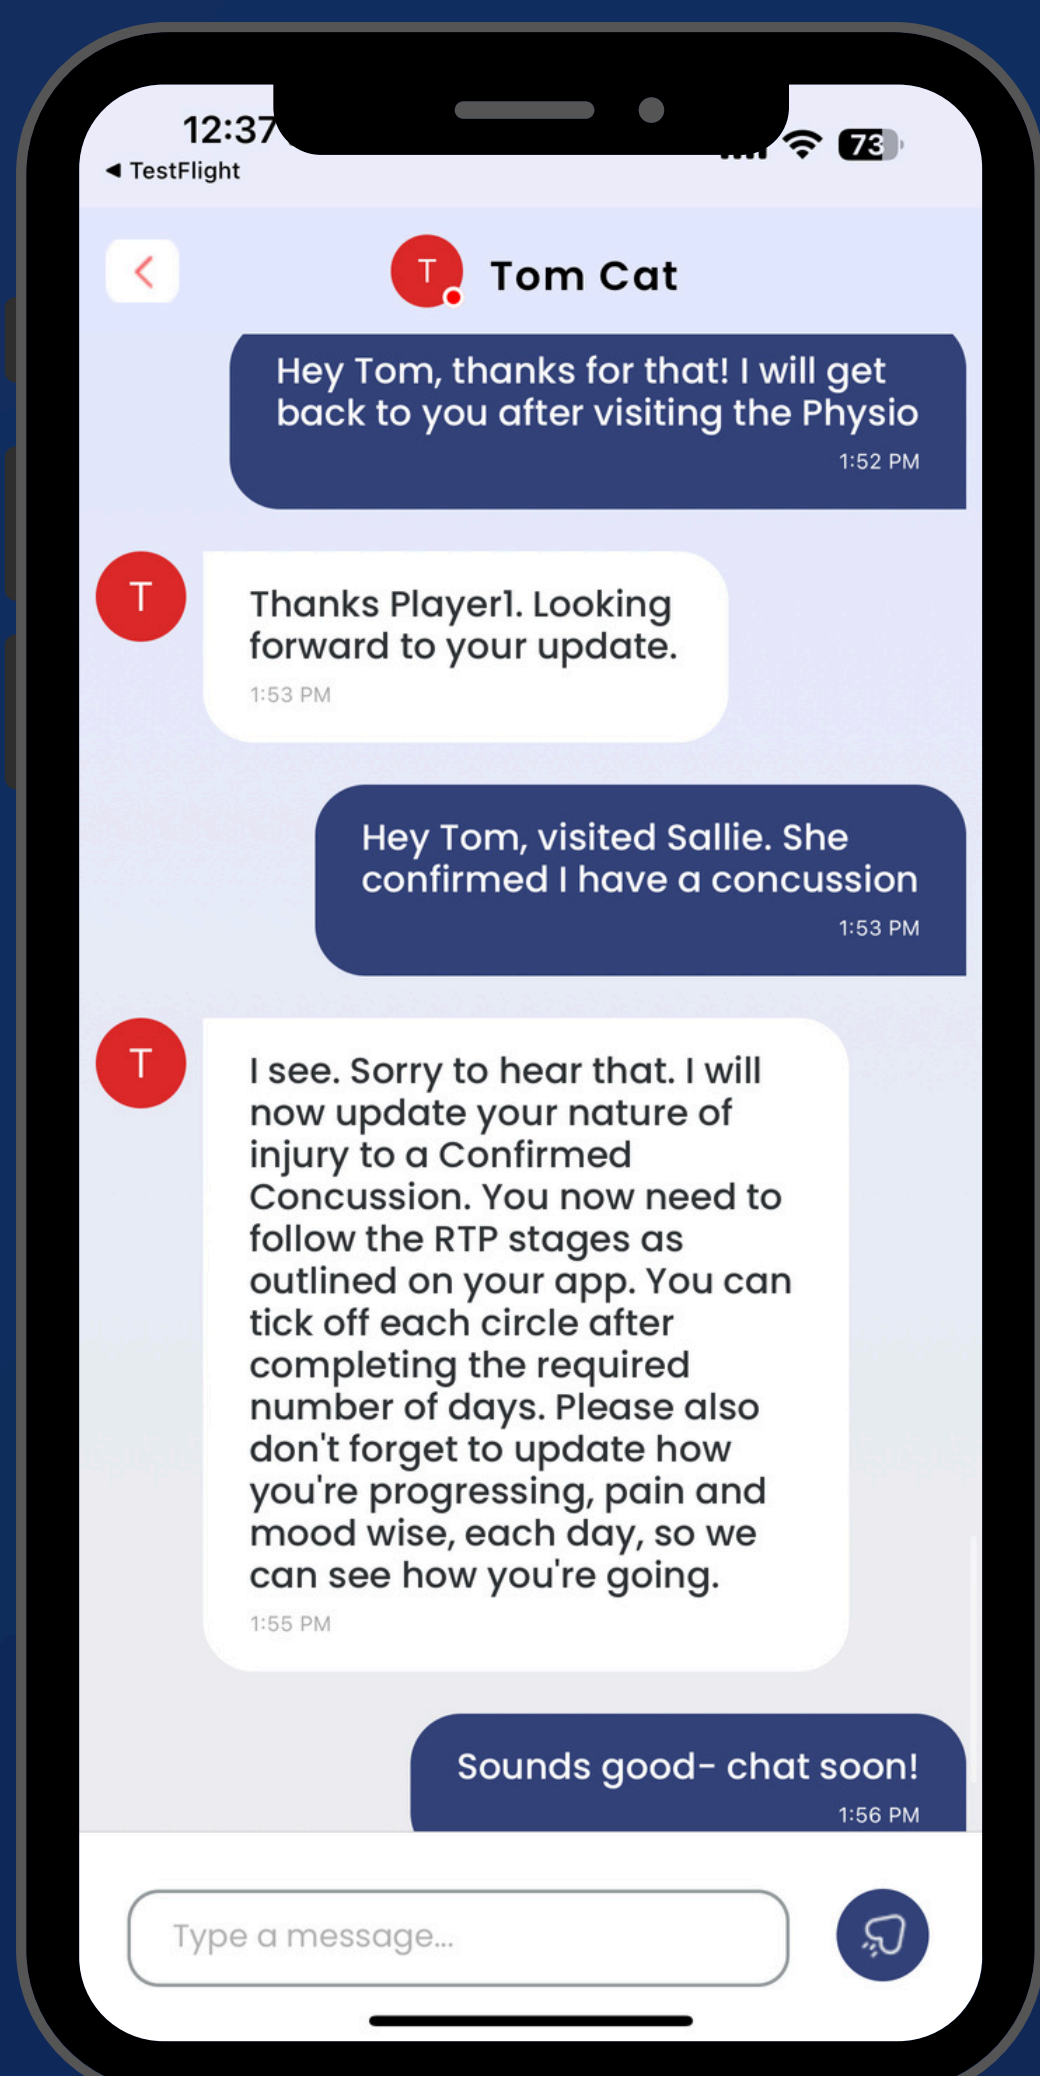 12:37
73
◀ TestFlight
T
Tom Cat
Hey Tom, thanks for that! I will get
back to you after visiting the Physio
1:52 PM
T
Thanks Player1. Looking
forward to your update.
1:53 PM
Hey Tom, visited Sallie. She
confirmed I have a concussion
1:53 PM
T
I see. Sorry to hear that. I will
now update your nature of
injury to a Confirmed
Concussion. You now need to
follow the RTP stages as
outlined on your app. You can
tick off each circle after
completing the required
number of days. Please also
don't forget to update how
you're progressing, pain and
mood wise, each day, so we
can see how you're going.
1:55 PM
Sounds good- chat soon!
1:56 PM
Type a message...